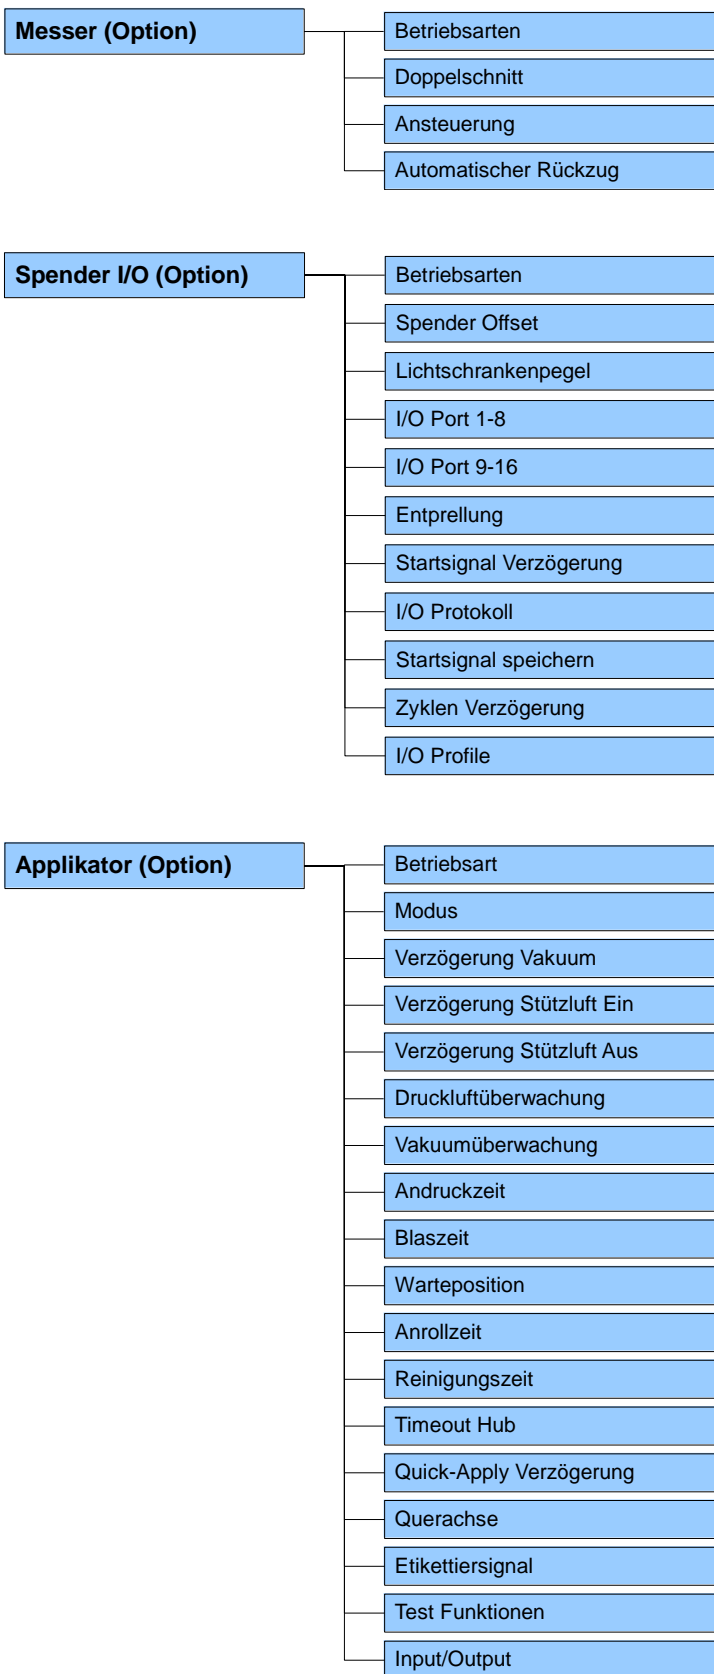 Messer (Option)
Betriebsarten
Doppelschnitt
Ansteuerung
Automatischer Rückzug
Spender I/O (Option)
Betriebsarten
Spender Offset
Lichtschrankenpegel
I/O Port 1-8
I/O Port 9-16
Entprellung
Startsignal Verzögerung
I/O Protokoll
Startsignal speichern
Zyklen Verzögerung
I/O Profile
Applikator (Option)
Betriebsart
Modus
Verzögerung Vakuum
Verzögerung Stützluft Ein
Verzögerung Stützluft Aus
Druckluftüberwachung
Vakuumüberwachung
Andruckzeit
Blaszeit
Warteposition
Anrollzeit
Reinigungszeit
Timeout Hub
Quick-Apply Verzögerung
Querachse
Etikettiersignal
Test Funktionen
Input/Output